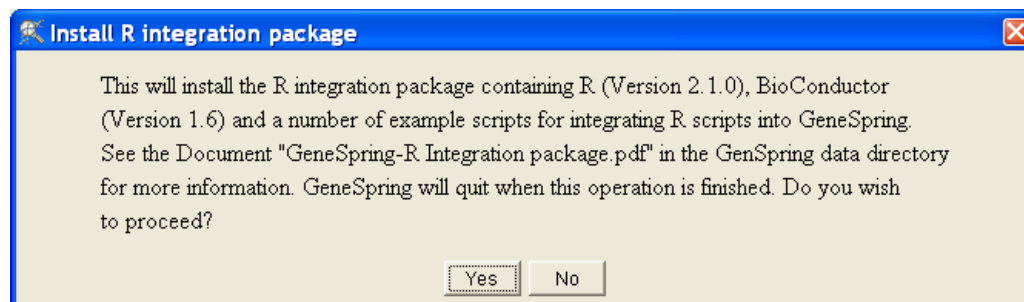 Install R integration package
This will install the R integration package containing R (Version 2.1.0), BioConductor
(Version 1.6) and a number of example scripts for integrating R scripts into GeneSpring.
See the Document "GeneSpring-R Integration package.pdf" in the GenSpring data directory
for more information. GeneSpring will quit when this operation is finished. Do you wish
to proceed?
Yes No